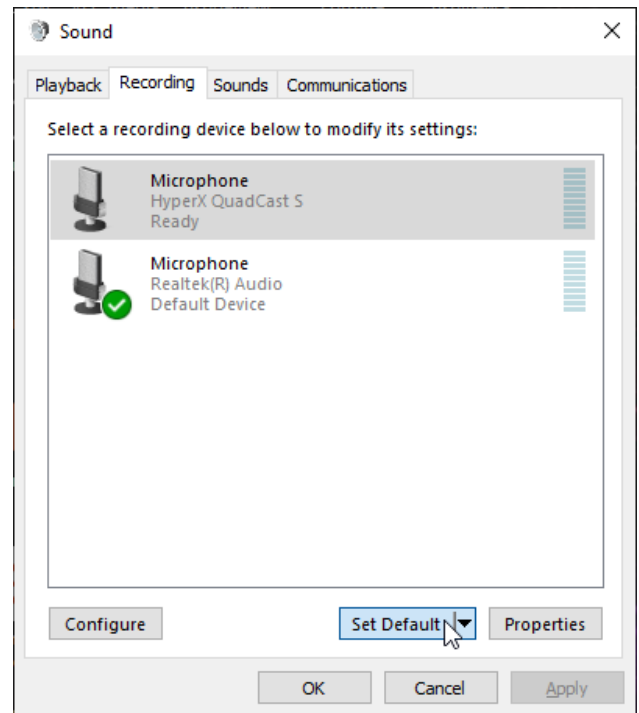 Sound
Playback Recording Sounds Communications
Select a recording device below to modify its settings:
Microphone
HyperX QuadCast S
Ready
Microphone
Realtek(R) Audio
Default Device
Configure Set Default Properties
OK Cancel Apply